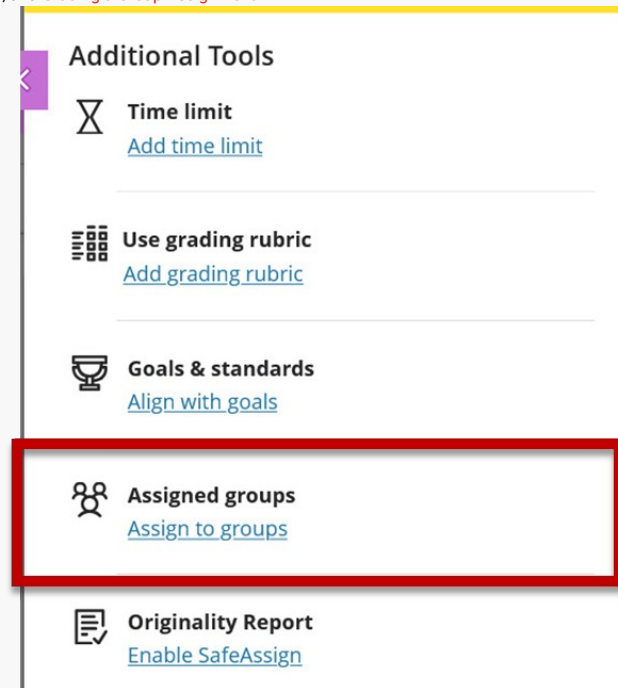 Additional Tools
Time limit
Add time limit
Use grading rubric
Add grading rubric
Goals & standards
Align with goals
Assigned groups
Assign to groups
Originality Report
Enable SafeAssign